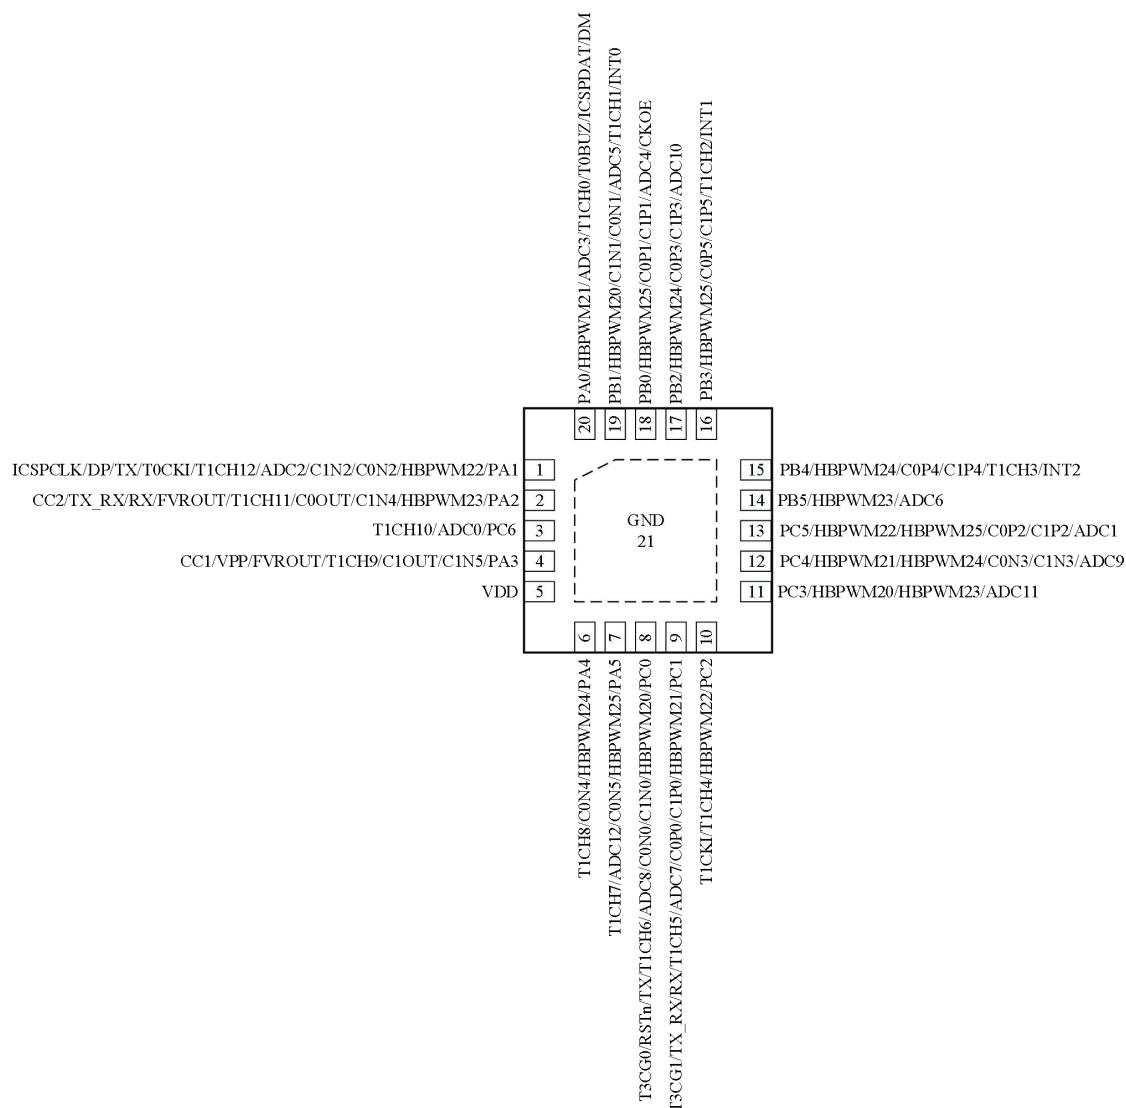 PA0/HBPWM21/ADC3/T1CH0/T0BUZ/ICSPDAT/DM
PB1/HBPWM20/C1N1/C0N1/ADC5/T1CH1/INT0
PB0/HBPWM25/C0P1/C1P1/ADC4/CKOE
PB2/HBPWM24/C0P3/C1P3/ADC10
PB3/HBPWM25/C0P5/C1P5/T1CH2/INT1
20
19
18
17
16
ICSPCLK/DP/TX/T0CKI/T1CH12/ADC2/C1N2/C0N2/HBPWM22/PA1
1
CC2/TX_RX/RX/FVROUT/T1CH11/C0OUT/C1N4/HBPWM23/PA2
2
T1CH10/ADC0/PC6
3
CC1/VPP/FVROUT/T1CH9/C1OUT/C1N5/PA3
4
VDD
5
GND
21
15
PB4/HBPWM24/C0P4/C1P4/T1CH3/INT2
14
PB5/HBPWM23/ADC6
13
PC5/HBPWM22/HBPWM25/C0P2/C1P2/ADC1
12
PC4/HBPWM21/HBPWM24/C0N3/C1N3/ADC9
11
PC3/HBPWM20/HBPWM23/ADC11
6
7
8
9
10
T1CH8/C0N4/HBPWM24/PA4
T1CH7/ADC12/C0N5/HBPWM25/PA5
T3CG0/RSTn/TX/T1CH6/ADC8/C0N0/C1N0/HBPWM20/PC0
T3CG1/TX_RX/RX/T1CH5/ADC7/C0P0/C1P0/HBPWM21/PC1
T1CKI/T1CH4/HBPWM22/PC2